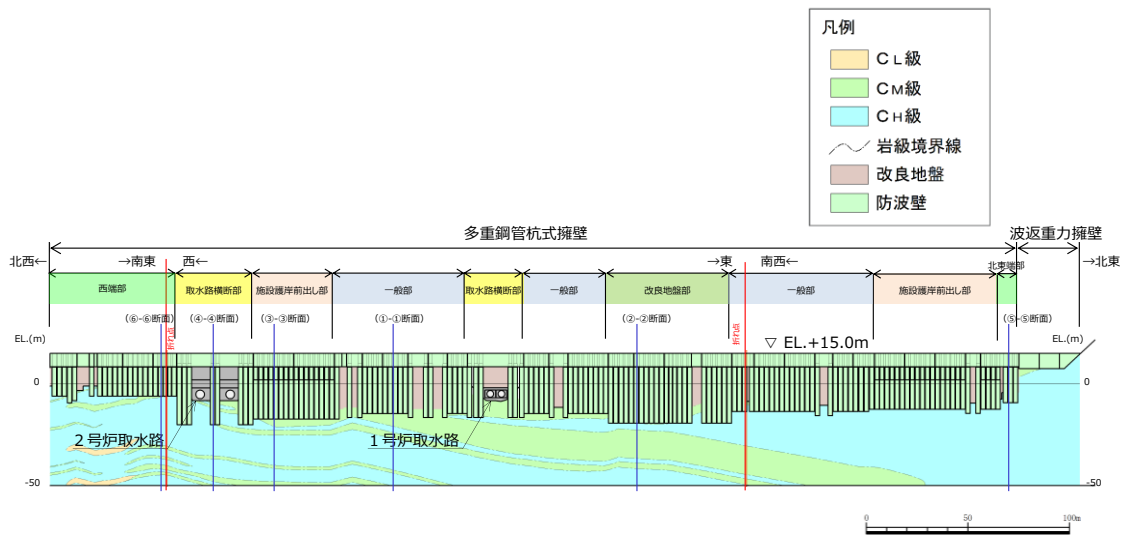 凡例
CL級
CM級
CH級
岩級境界線
改良地盤
防波壁
多重鋼管杭式擁壁
波返重力擁壁
北西←
→南東
西←
→東
南西←
→北東
西端部
取水路横断部
施設護岸前出し部
一般部
取水路横断部
一般部
改良地盤部
一般部
施設護岸前出し部
北東端部
(⑥-⑥断面)
(④-④断面)
(③-③断面)
(①-①断面)
(②-②断面)
(⑤-⑤断面)
EL.(m)
折れ点
折れ点
▽ EL.+15.0m
EL.(m)
0
0
2号炉取水路
1号炉取水路
-50
-50
0
50
100m